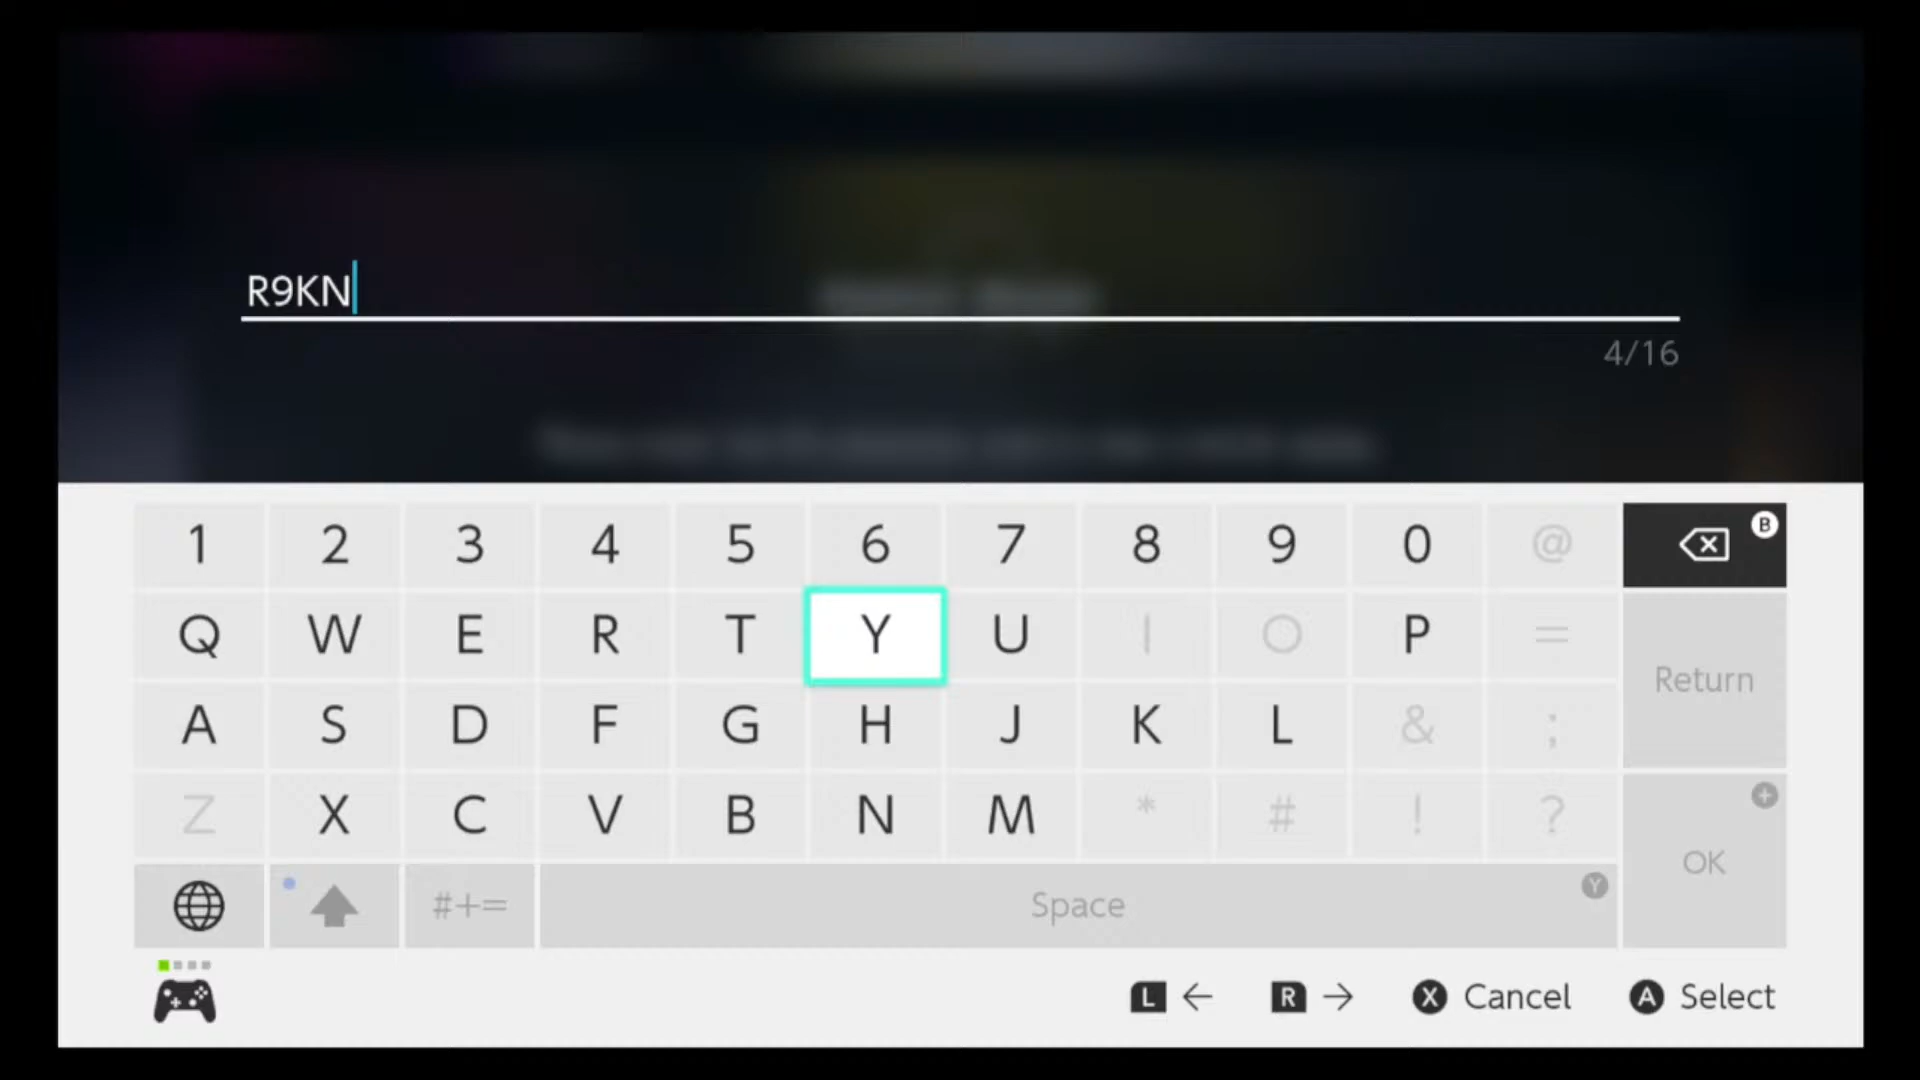 R9KN
4/16
1 2 3 4 5 6 7 8 9 0 @ B
Q W E R T Y U I O P =
Return
A S D F G H J K L & ;
Z X C V B N M * # ! ?
OK
#+= Space Y
L ← R → X Cancel A Select